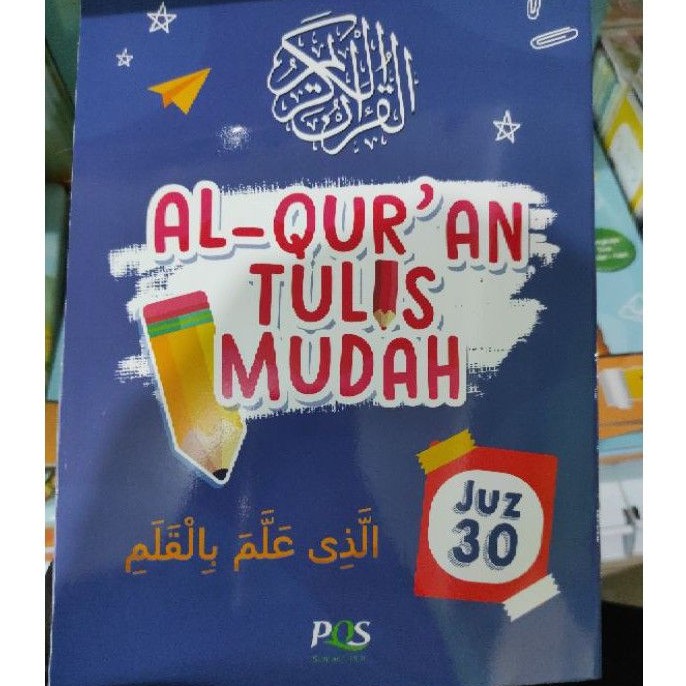 القرآن الكريم
AL-QUR'AN
TULIS
MUDAH
Juz
30
الَّذِى عَلَّمَ بِالْقَلَمِ
PQS